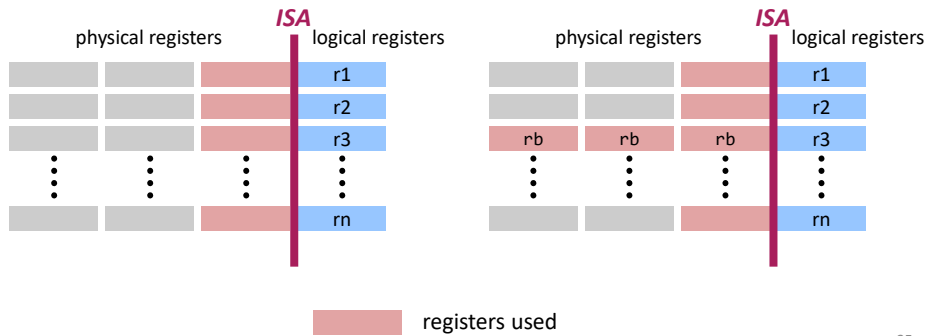 ISA ISA
physical registers logical registers physical registers logical registers
r1 r1
r2 r2
r3 rb rb rb r3
rn rn
registers used